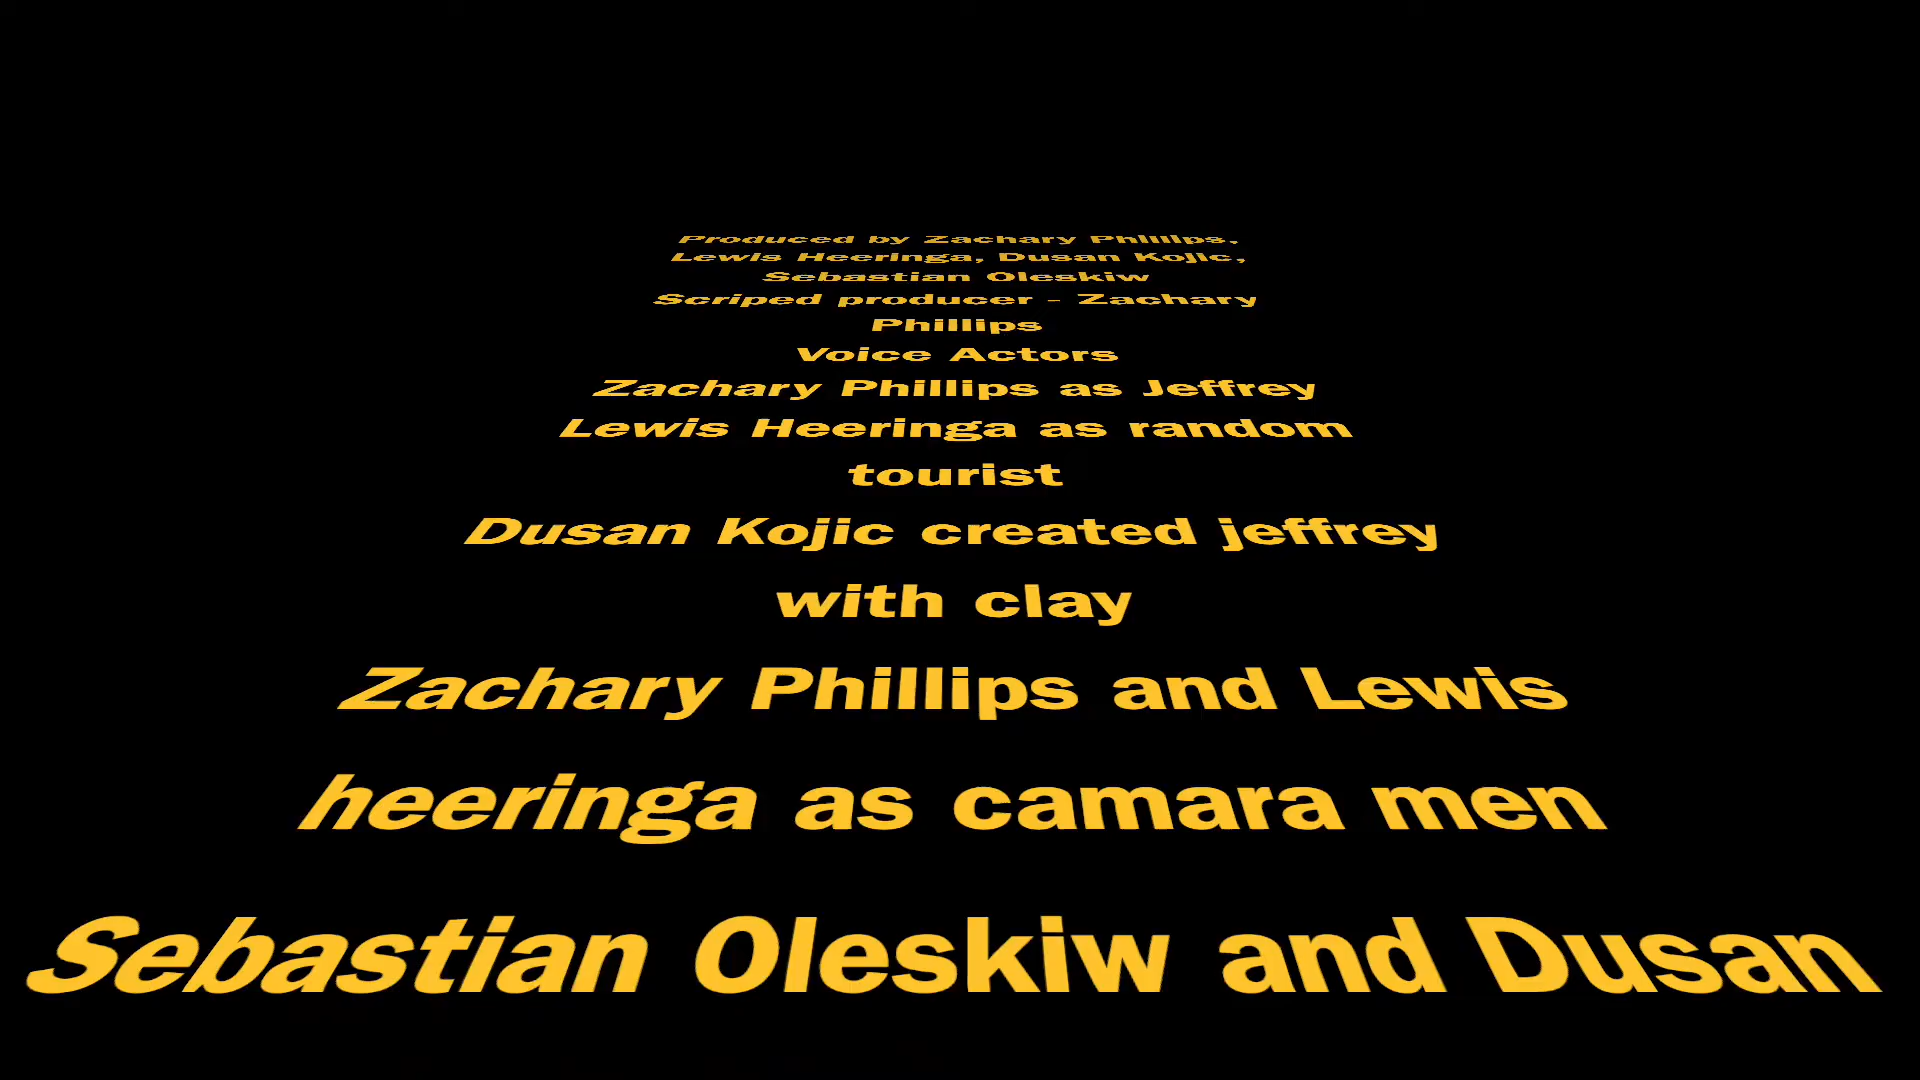 Produced by Zachary Phillips,
Lewis Heeringa, Dusan Kojic,
Sebastian Oleskiw
Scriped producer - Zachary
Phillips
Voice Actors
Zachary Phillips as Jeffrey
Lewis Heeringa as random
tourist
Dusan Kojic created jeffrey
with clay
Zachary Phillips and Lewis
heeringa as camara men
Sebastian Oleskiw and Dusan